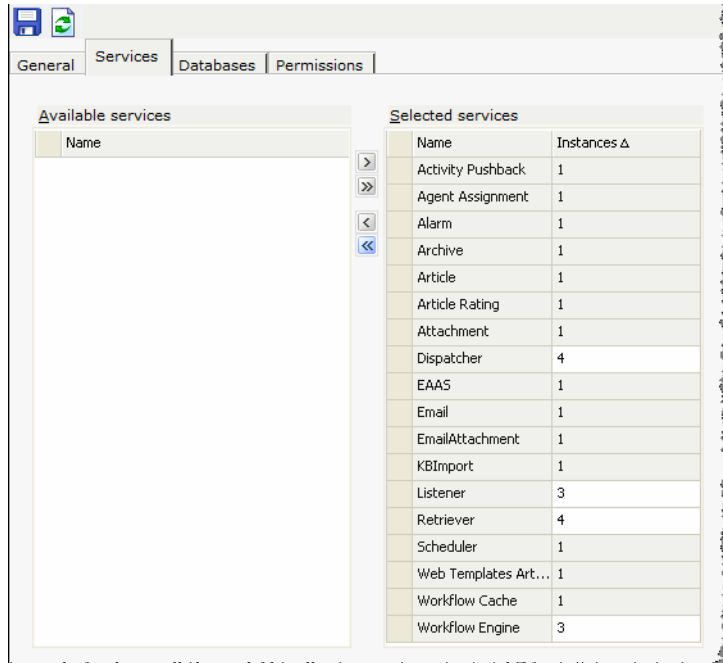 General Services Databases Permissions
Available services
Name
Selected services
Name Instances Δ
Activity Pushback 1
Agent Assignment 1
Alarm 1
Archive 1
Article 1
Article Rating 1
Attachment 1
Dispatcher 4
EAAS 1
Email 1
EmailAttachment 1
KBImport 1
Listener 3
Retriever 4
Scheduler 1
Web Templates Art... 1
Workflow Cache 1
Workflow Engine 3